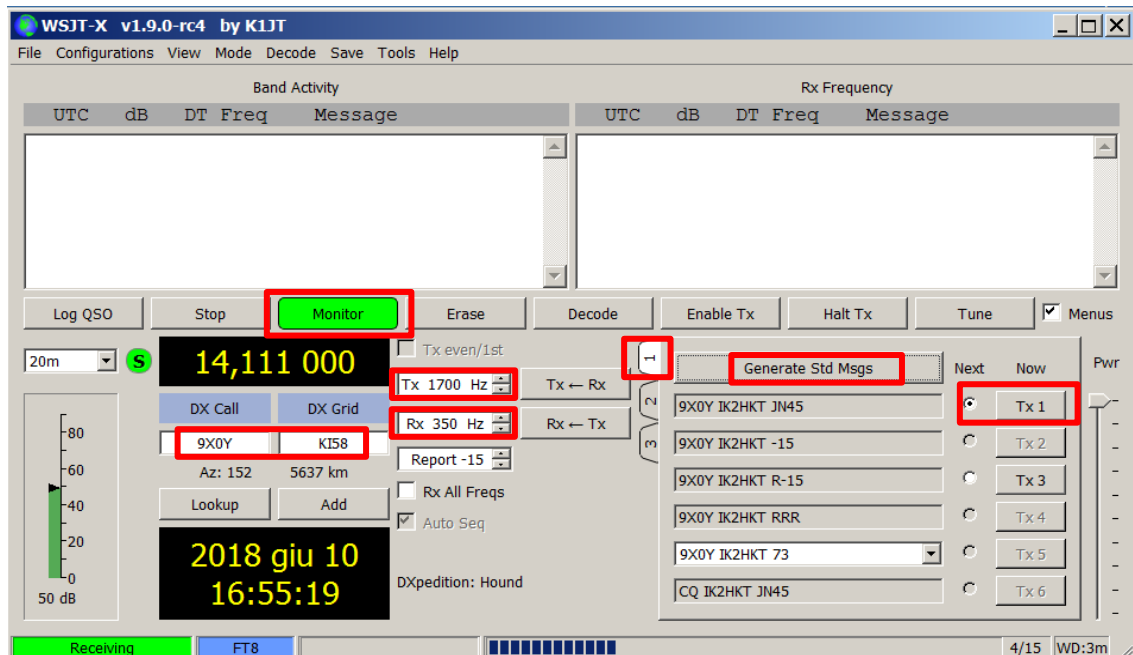 WSJT-X v1.9.0-rc4 by K1JT
File Configurations View Mode Decode Save Tools Help
Band Activity
Rx Frequency
UTC dB DT Freq Message
UTC dB DT Freq Message
Log QSO Stop Monitor Erase Decode Enable Tx Halt Tx Tune Menus
20m S
14,111 000
DX Call DX Grid
9X0Y KI58
Az: 152 5637 km
Lookup Add
2018 giu 10
16:55:19
-80
-60
-40
-20
0
50 dB
Tx even/1st
Tx 1700 Hz
Tx ← Rx
Rx 350 Hz
Rx ← Tx
Report -15
Rx All Freqs
Auto Seq
DXpedition: Hound
1
2
3
Generate Std Msgs Next Now Pwr
9X0Y IK2HKT JN45 Tx 1
9X0Y IK2HKT -15 Tx 2
9X0Y IK2HKT R-15 Tx 3
9X0Y IK2HKT RRR Tx 4
9X0Y IK2HKT 73 Tx 5
CQ IK2HKT JN45 Tx 6
Receiving FT8 4/15 WD:3m